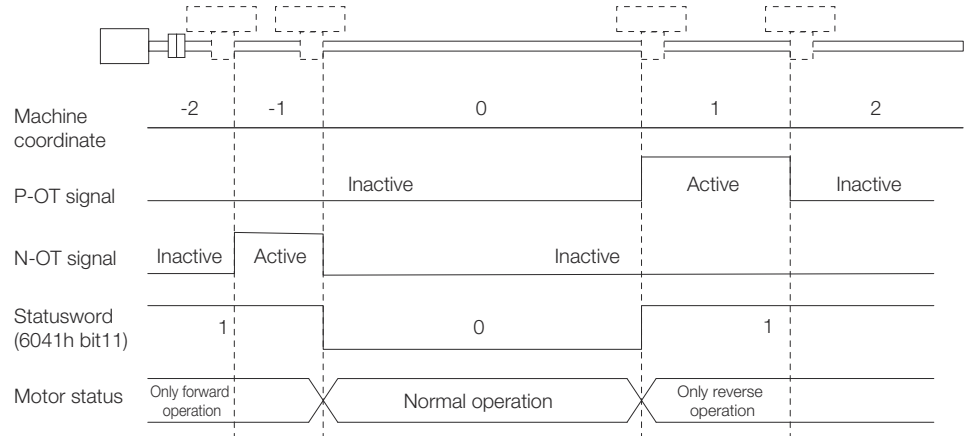 -2 -1 0 1 2
Machine
coordinate
Inactive Active Inactive
P-OT signal
N-OT signal Inactive Active Inactive
Statusword
(6041h bit11)
1 0 1
Motor status
Only forward
operation
Normal operation
Only reverse
operation